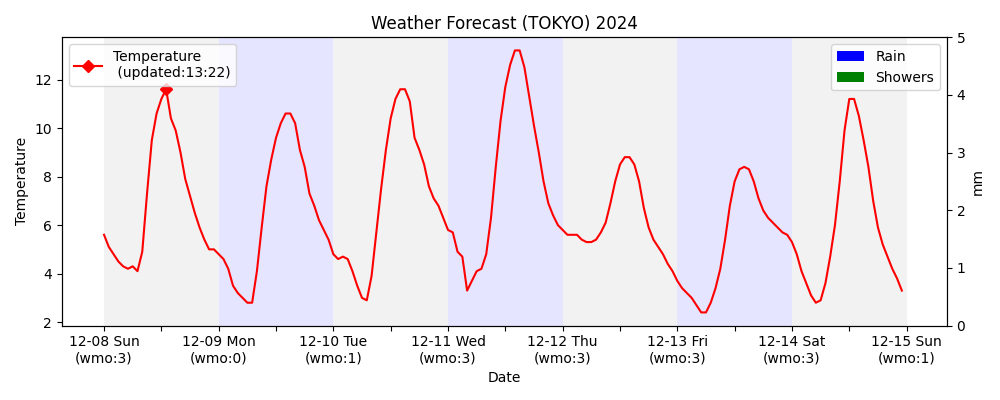 Weather Forecast (TOKYO) 2024
Temperature
(updated:13:22)
Rain
Showers
Temperature
12
10
8
6
4
2
5
4
3
2
1
0
mm
12-08 Sun
(wmo:3)
12-09 Mon
(wmo:0)
12-10 Tue
(wmo:1)
12-11 Wed
(wmo:3)
12-12 Thu
(wmo:3)
12-13 Fri
(wmo:3)
12-14 Sat
(wmo:3)
12-15 Sun
(wmo:1)
Date